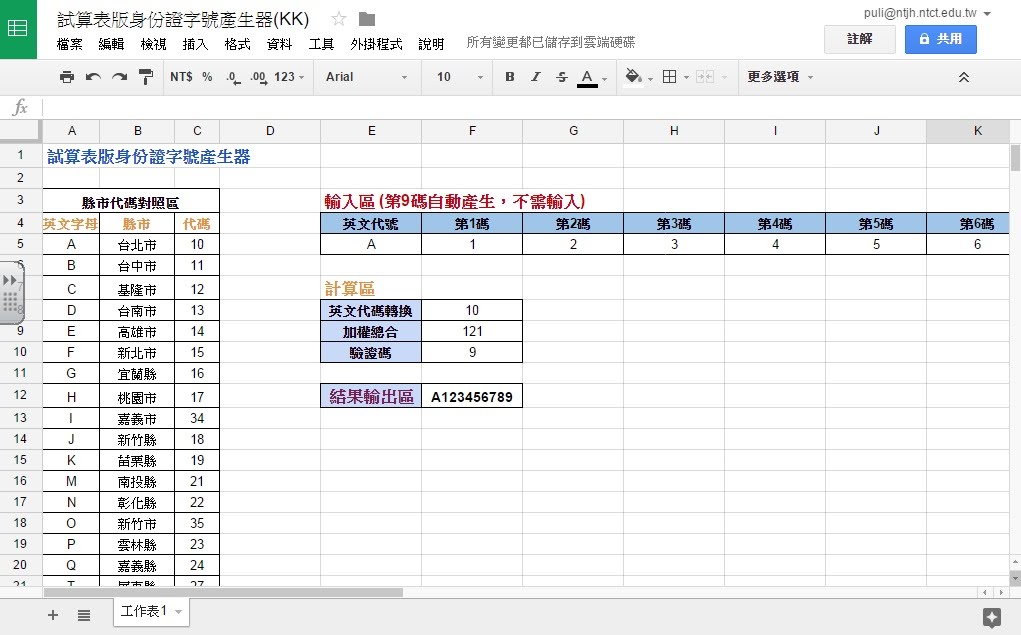 試算表版身份證字號產生器(KK)
puli@ntjh.ntct.edu.tw
檔案 編輯 檢視 插入 格式 資料 工具 外掛程式 說明 所有變更都已儲存到雲端硬碟
註解 共用
NT$ % .0 .00 123 Arial 10 B I S A 更多選項
fx
A B C D E F G H I J K
1 試算表版身份證字號產生器
2
3 縣市代碼對照區 輸入區 (第9碼自動產生，不需輸入)
4 英文字母 縣市 代碼 英文代號 第1碼 第2碼 第3碼 第4碼 第5碼 第6碼
5 A 台北市 10 A 1 2 3 4 5 6
6 B 台中市 11
7 C 基隆市 12 計算區
8 D 台南市 13 英文代碼轉換 10
9 E 高雄市 14 加權總合 121
10 F 新北市 15 驗證碼 9
11 G 宜蘭縣 16
12 H 桃園市 17 結果輸出區 A123456789
13 I 嘉義市 34
14 J 新竹縣 18
15 K 苗栗縣 19
16 M 南投縣 21
17 N 彰化縣 22
18 O 新竹市 35
19 P 雲林縣 23
20 Q 嘉義縣 24
21 T 屏東縣 27
工作表1